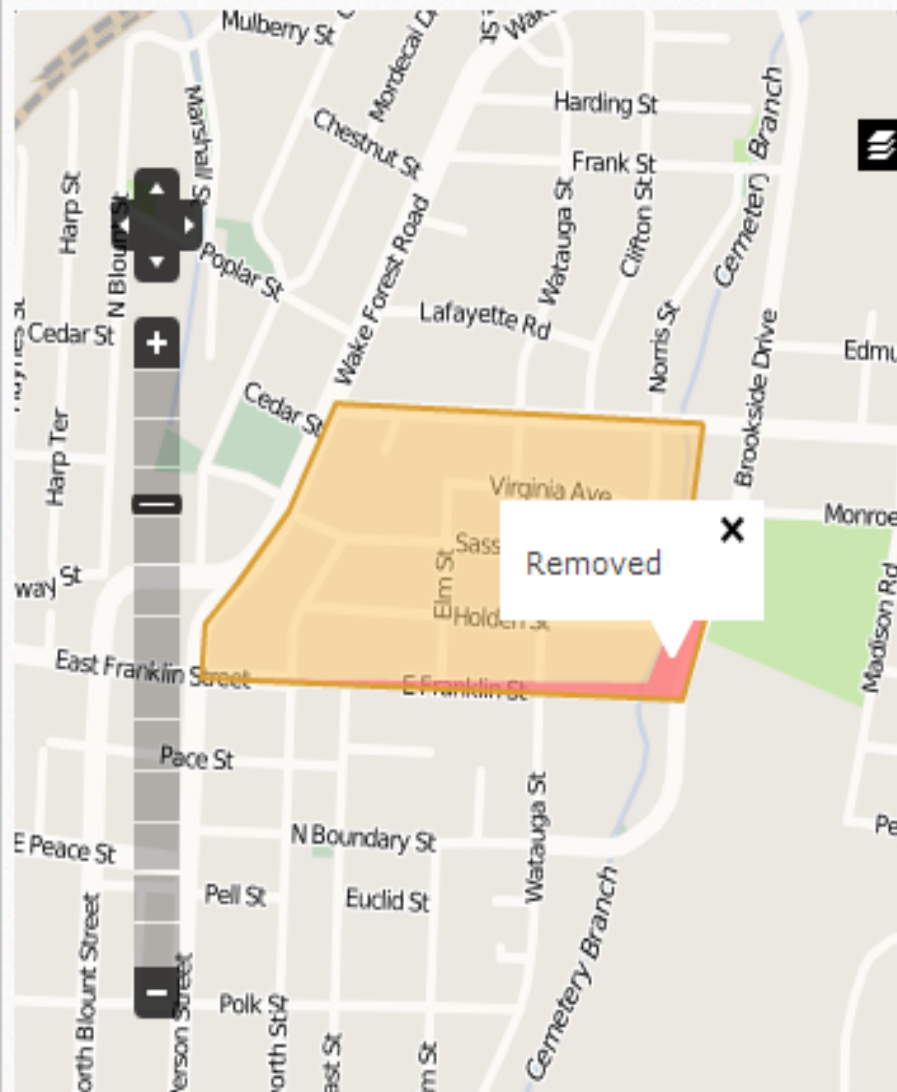 Mulberry St
Mordecai D
Wake
Harding St
Marshall S
Chestnut St
Frank St
Cemetery Branch
Harp St
N Bloun
St
Watauga St
Clifton St
Poplar St
Wake Forest Road
Lafayette Rd
Norris St
Cedar St
Brookside Drive
Edmu
Cedar St
Harp Ter
Virginia Ave
Monroe
Sass
Removed
way St
Elm St
Holden St
Madison Rd
East Franklin Street
E Franklin St
Pace St
Watauga St
N Boundary St
E Peace St
Pe
Pell St
Euclid St
Cemetery Branch
orth Blount Street
erson Street
Polk St
orth St
ast St
m St